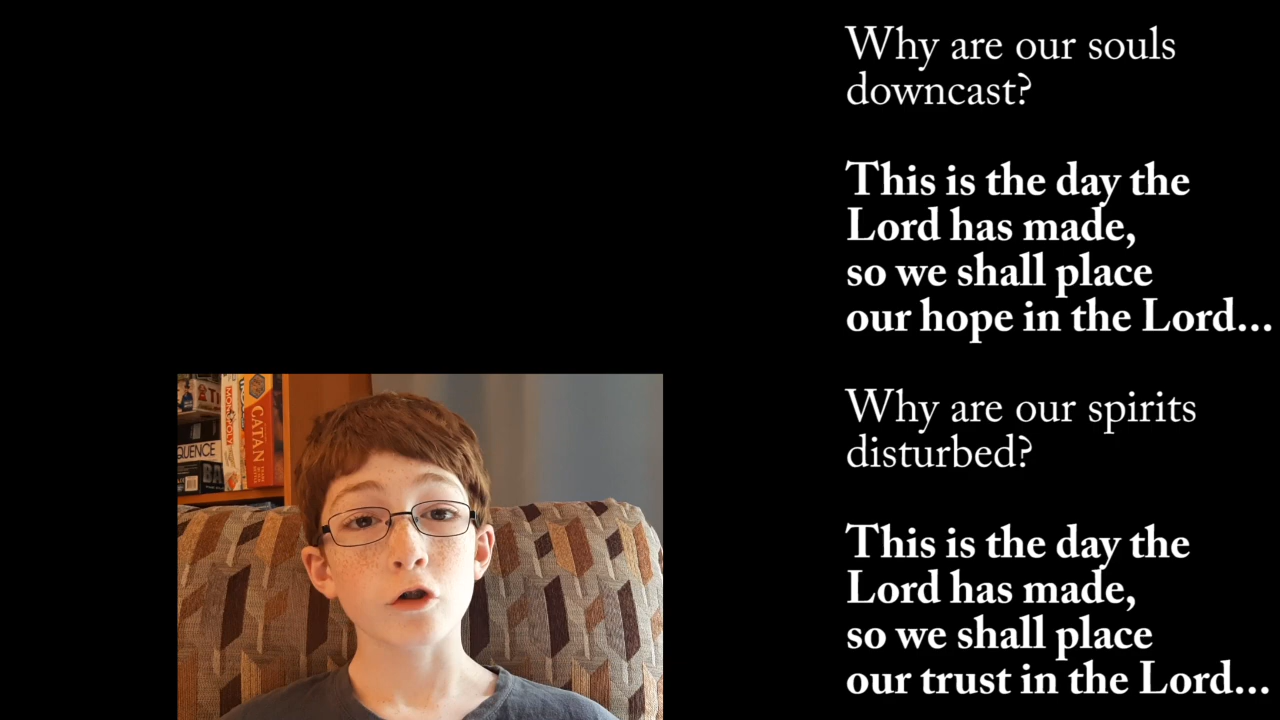 Why are our souls
downcast?
This is the day the
Lord has made,
so we shall place
our hope in the Lord...
Why are our spirits
disturbed?
This is the day the
Lord has made,
so we shall place
our trust in the Lord...
MONOPOLY
CATAN
QUENCE